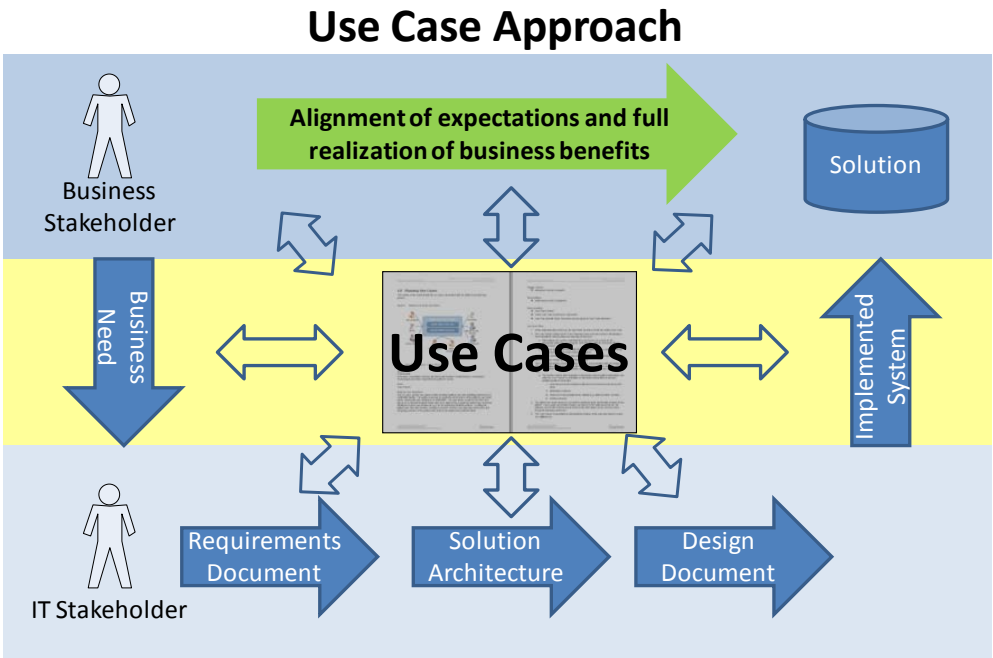 Use Case Approach
Alignment of expectations and full
realization of business benefits
Business
Stakeholder
Solution
Business
Need
Use Cases
Implemented
System
IT Stakeholder
Requirements
Document
Solution
Architecture
Design
Document